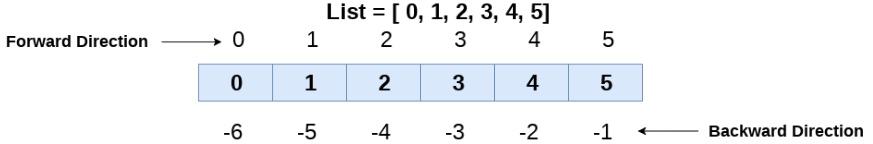 List = [ 0, 1, 2, 3, 4, 5]
Forward Direction 0 1 2 3 4 5
0 1 2 3 4 5
-6 -5 -4 -3 -2 -1 Backward Direction